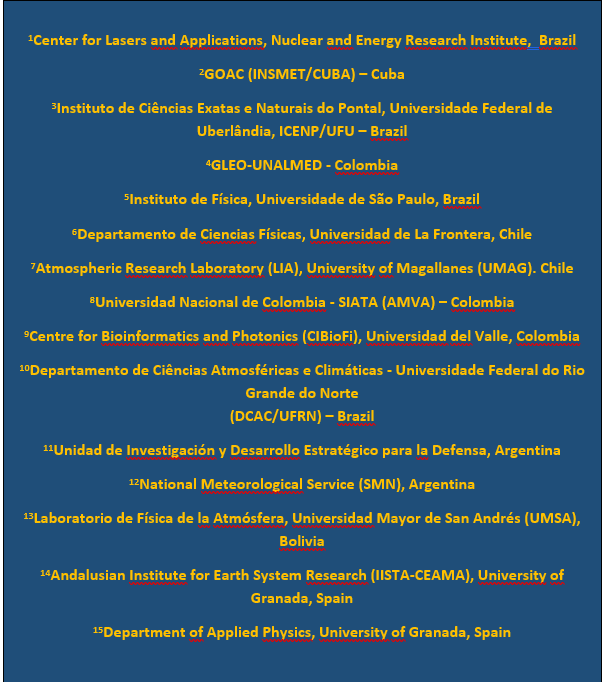 ¹Center for Lasers and Applications, Nuclear and Energy Research Institute,  Brazil
²GOAC (INSMET/CUBA) – Cuba
³Instituto de Ciências Exatas e Naturais do Pontal, Universidade Federal de
Uberlândia, ICENP/UFU – Brazil
⁴GLEO-UNALMED - Colombia
⁵Instituto de Física, Universidade de São Paulo, Brazil
⁶Departamento de Ciencias Físicas, Universidad de La Frontera, Chile
⁷Atmospheric Research Laboratory (LIA), University of Magallanes (UMAG). Chile
⁸Universidad Nacional de Colombia - SIATA (AMVA) – Colombia
⁹Centre for Bioinformatics and Photonics (CIBioFi), Universidad del Valle, Colombia
¹⁰Departamento de Ciências Atmosféricas e Climáticas - Universidade Federal do Rio
Grande do Norte
(DCAC/UFRN) – Brazil
¹¹Unidad de Investigación y Desarrollo Estratégico para la Defensa, Argentina
¹²National Meteorological Service (SMN), Argentina
¹³Laboratorio de Física de la Atmósfera, Universidad Mayor de San Andrés (UMSA),
Bolivia
¹⁴Andalusian Institute for Earth System Research (IISTA-CEAMA), University of
Granada, Spain
¹⁵Department of Applied Physics, University of Granada, Spain